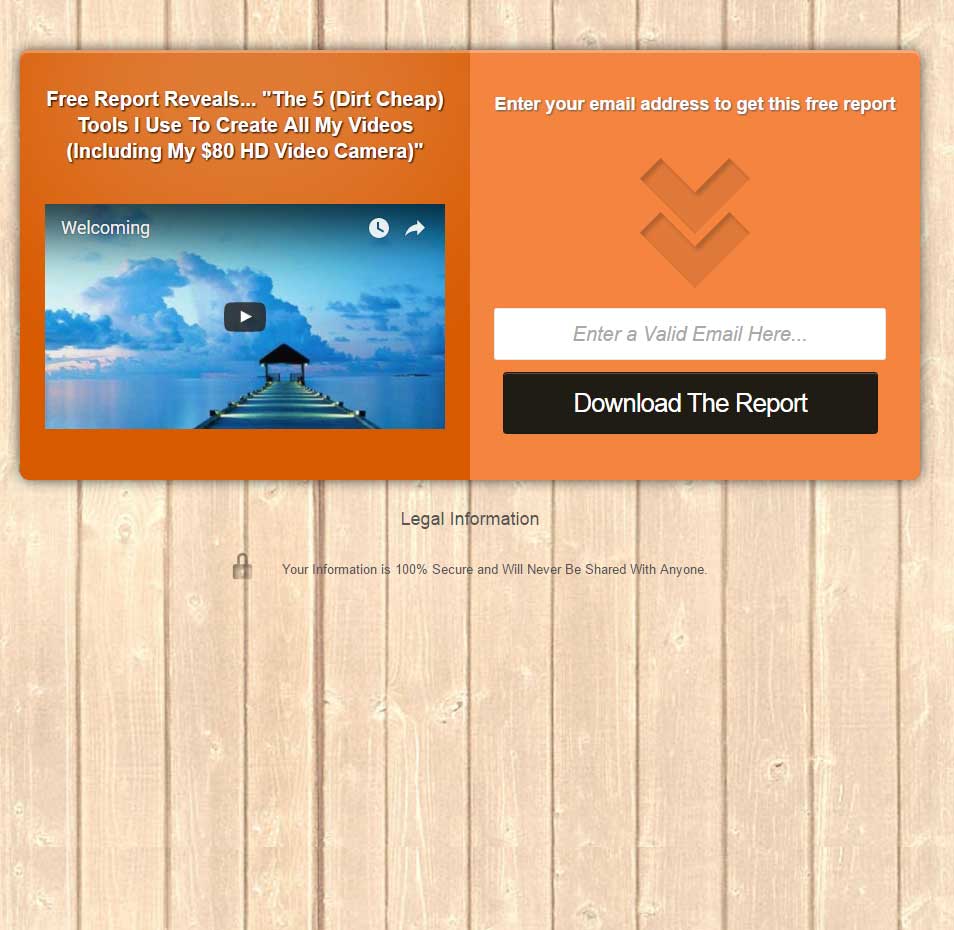 Free Report Reveals... "The 5 (Dirt Cheap)
Tools I Use To Create All My Videos
(Including My $80 HD Video Camera)"
Welcoming
Enter your email address to get this free report
Enter a Valid Email Here...
Download The Report
Legal Information
Your Information is 100% Secure and Will Never Be Shared With Anyone.